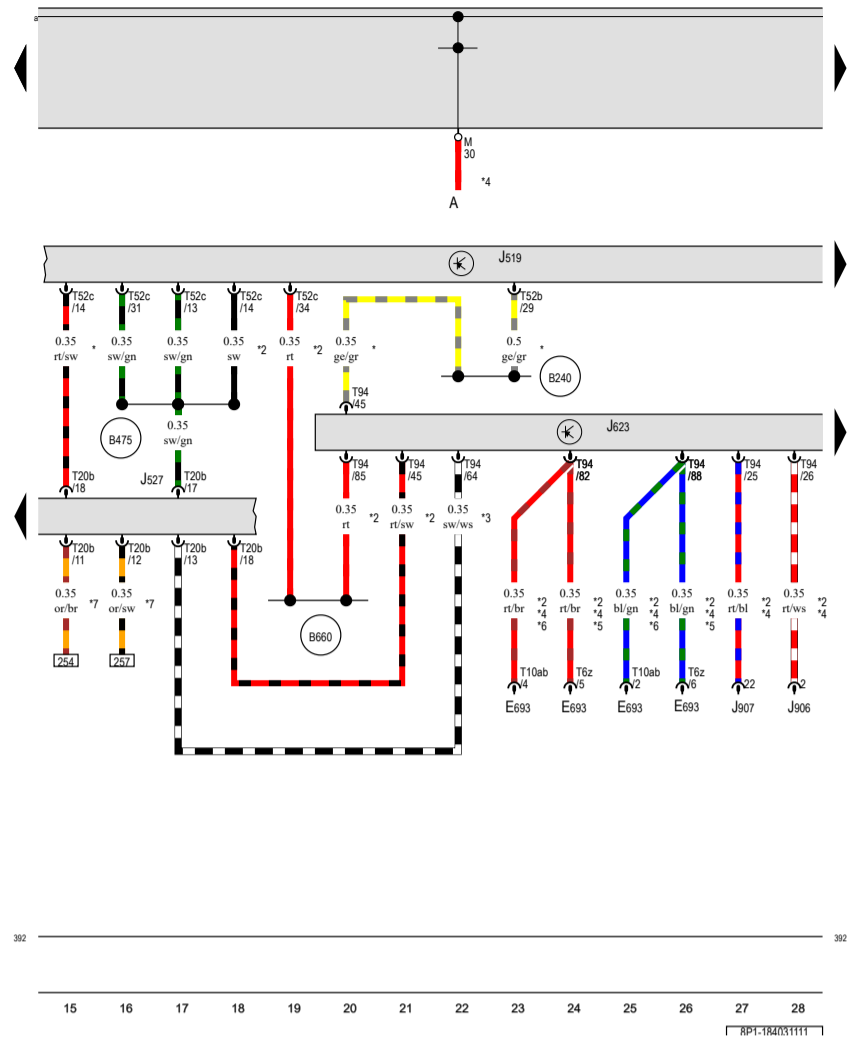 a
M
30
*4
A
J519
T52c
/14
T52c
/31
T52c
/13
T52c
/14
T52c
/34
T52b
/29
0.35
rt/sw
*
0.35
sw/gn
0.35
sw/gn
0.35
sw
*2
0.35
rt
*2
0.35
ge/gr
*
0.5
ge/gr
*
B240
T94
/45
B475
0.35
sw/gn
J623
T20b
/18
J527
T20b
/17
T94
/85
T94
/45
T94
/64
T94
/82
T94
/88
T94
/25
T94
/26
0.35
rt
*2
0.35
rt/sw
*2
0.35
sw/ws
*3
T20b
/11
T20b
/12
T20b
/13
T20b
/18
0.35
or/br
*7
0.35
or/sw
*7
0.35
rt/br
*2
*4
*6
0.35
rt/br
*2
*4
*5
0.35
bl/gn
*2
*4
*6
0.35
bl/gn
*2
*4
*5
0.35
rt/bl
*2
*4
0.35
rt/ws
*2
*4
B660
254
257
T10ab
/4
T6z
/5
T10ab
/2
T6z
/6
22
2
E693
E693
E693
E693
J907
J906
392
392
15 16 17 18 19 20 21 22 23 24 25 26 27 28
8P1-184031111